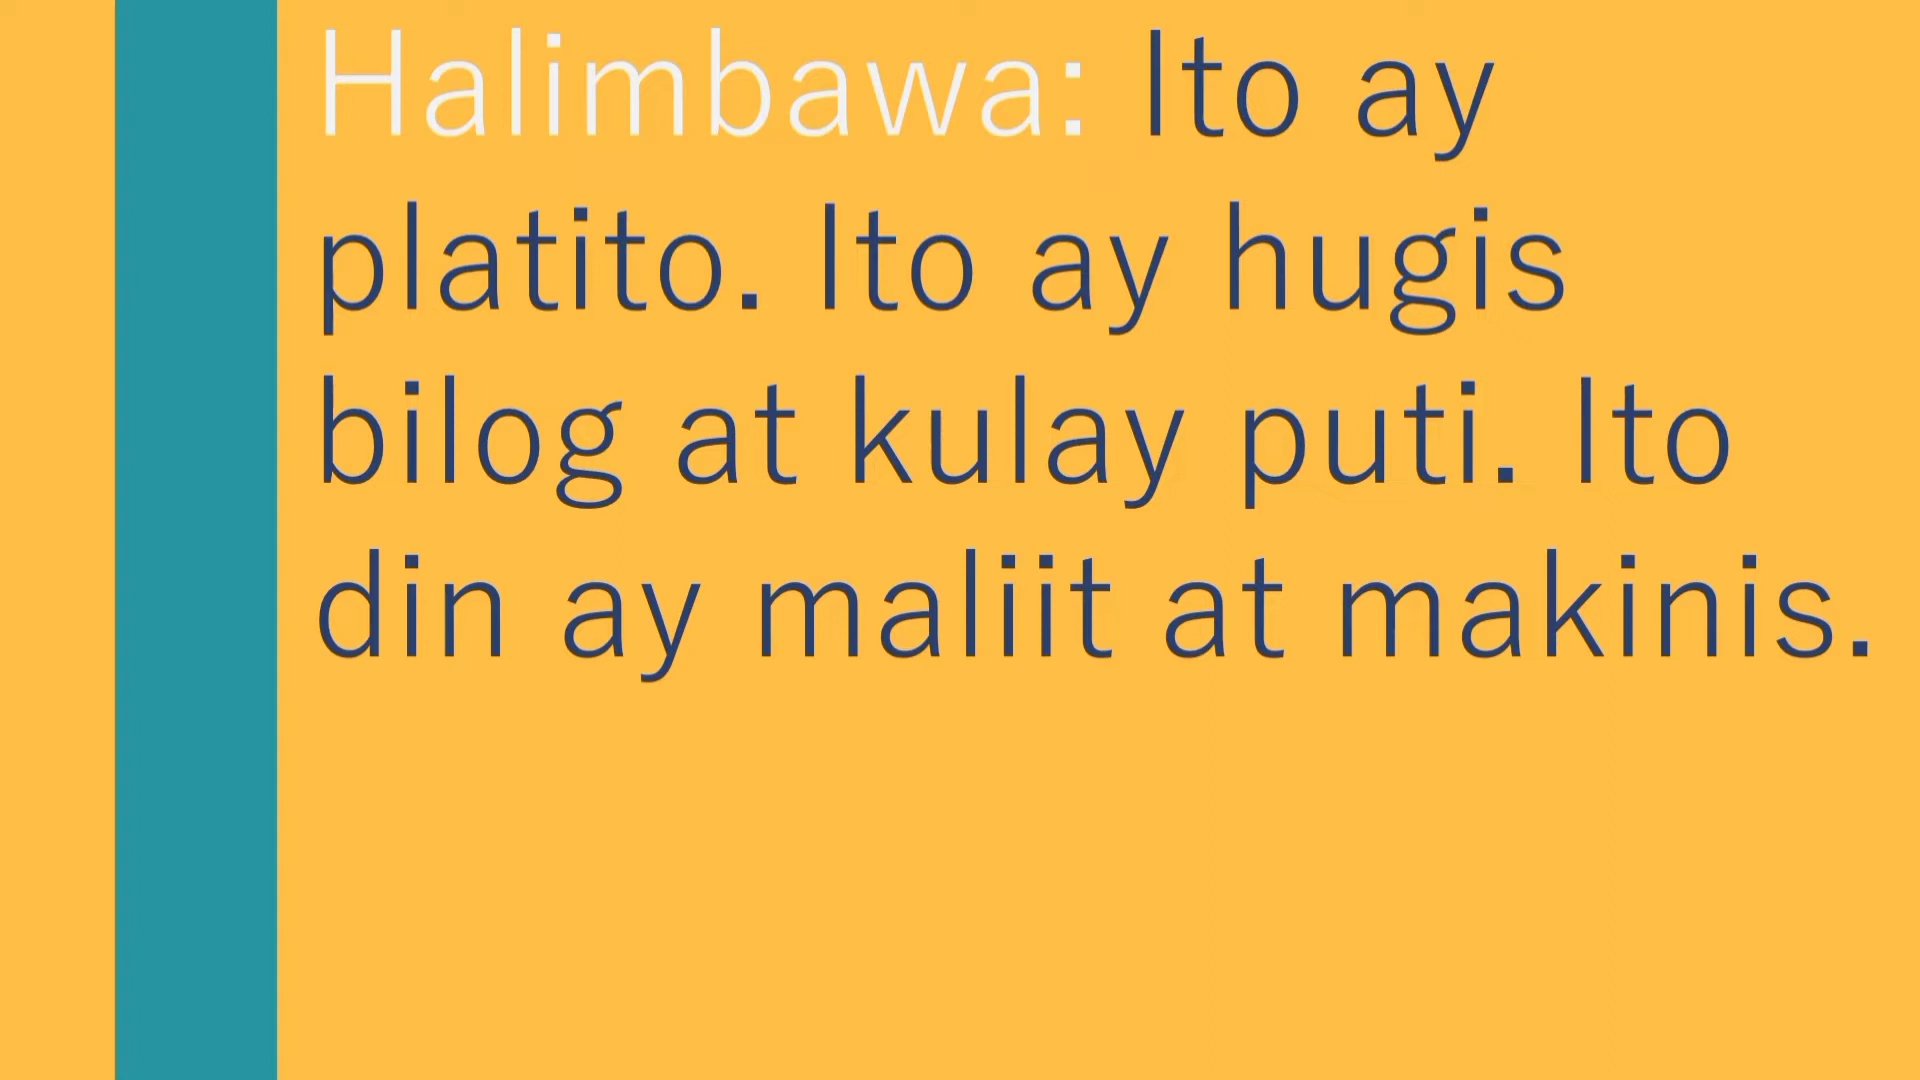 Halimbawa: Ito ay
platito. Ito ay hugis
bilog at kulay puti. Ito
din ay maliit at makinis.